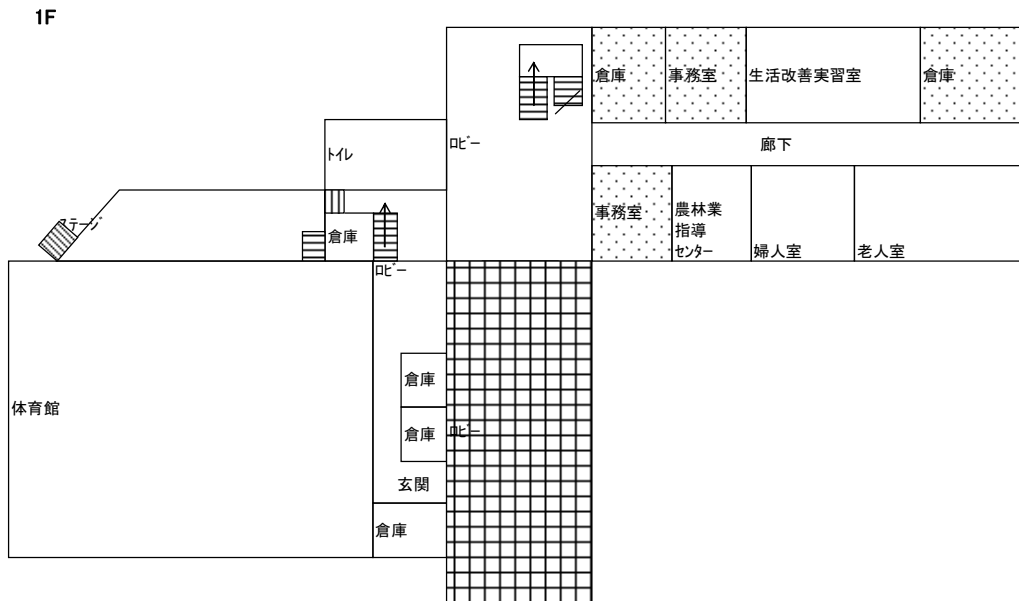 1F
倉庫
事務室
生活改善実習室
倉庫
ロビー
廊下
トイレ
ステージ
倉庫
事務室
農林業
指導
センター
婦人室
老人室
ロビー
倉庫
体育館
倉庫
ロビー
玄関
倉庫